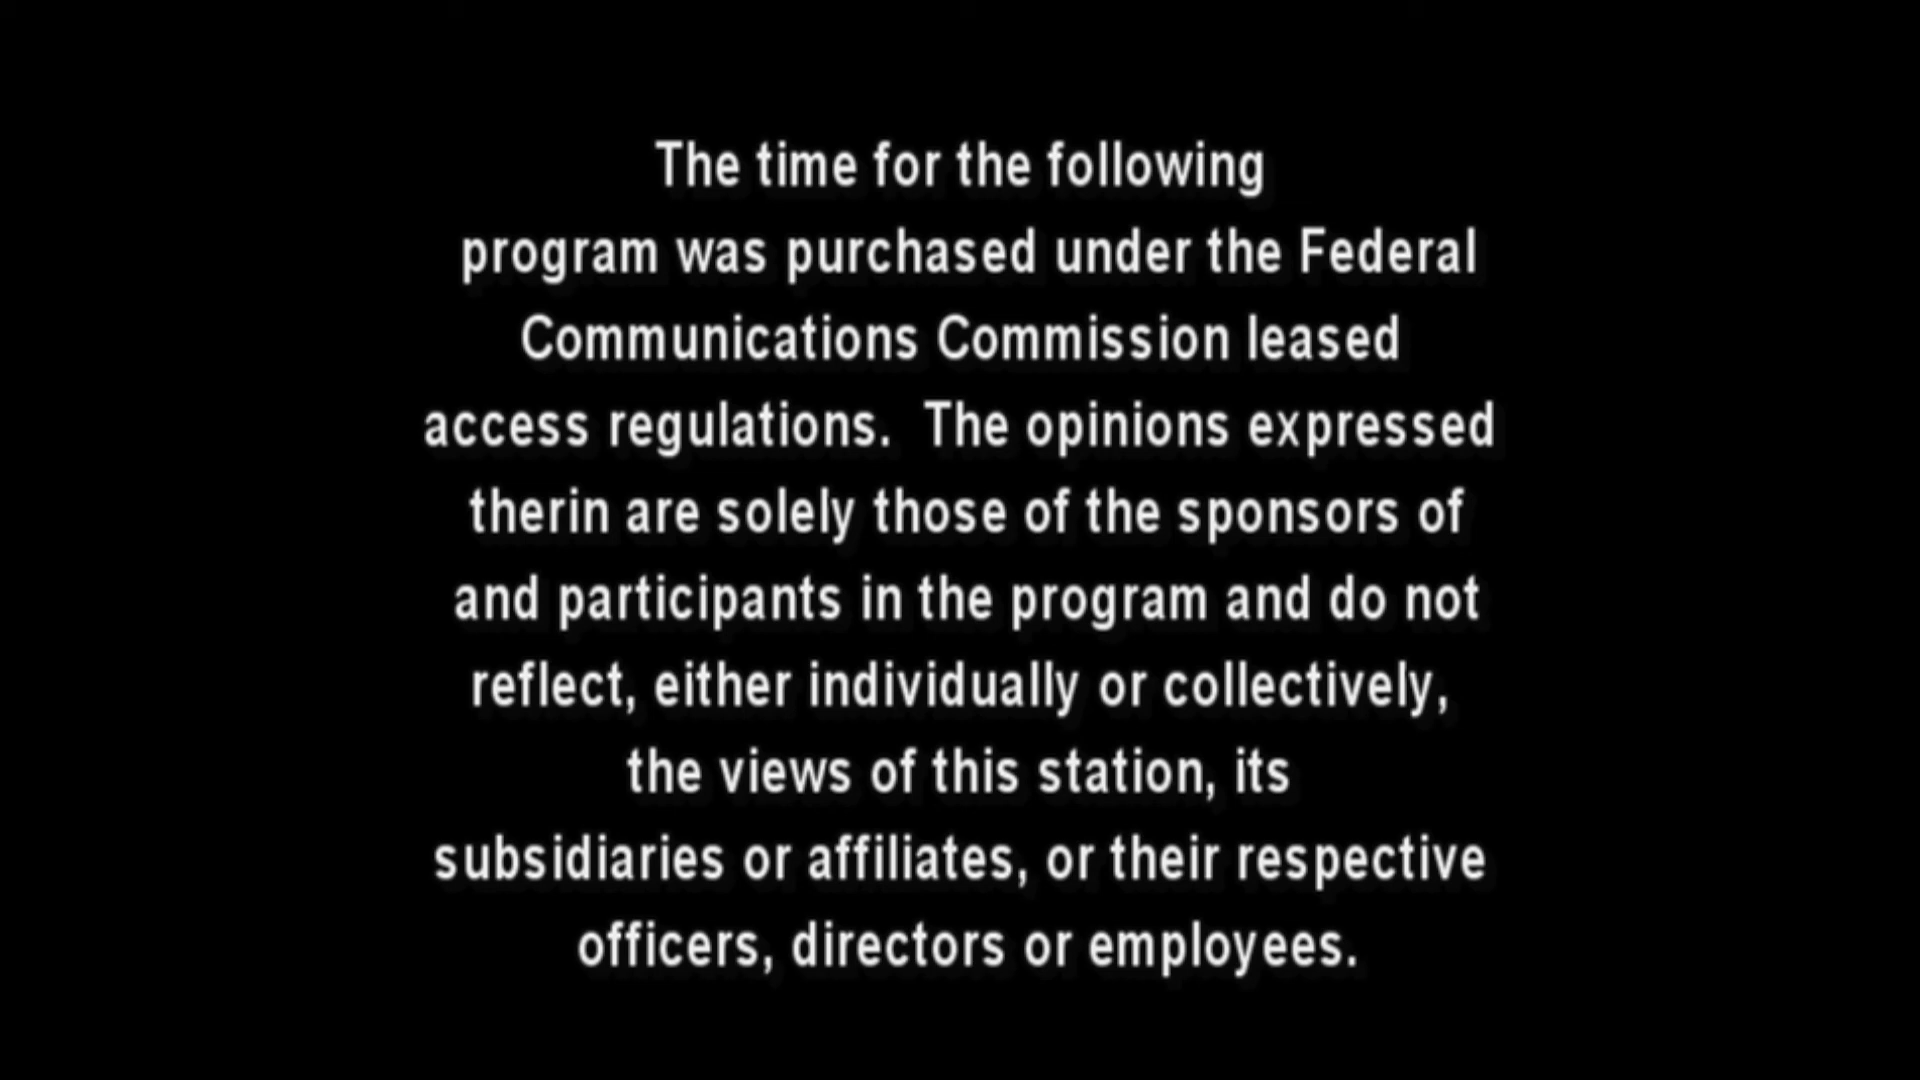 The time for the following
program was purchased under the Federal
Communications Commission leased
access regulations.  The opinions expressed
therin are solely those of the sponsors of
and participants in the program and do not
reflect, either individually or collectively,
the views of this station, its
subsidiaries or affiliates, or their respective
officers, directors or employees.